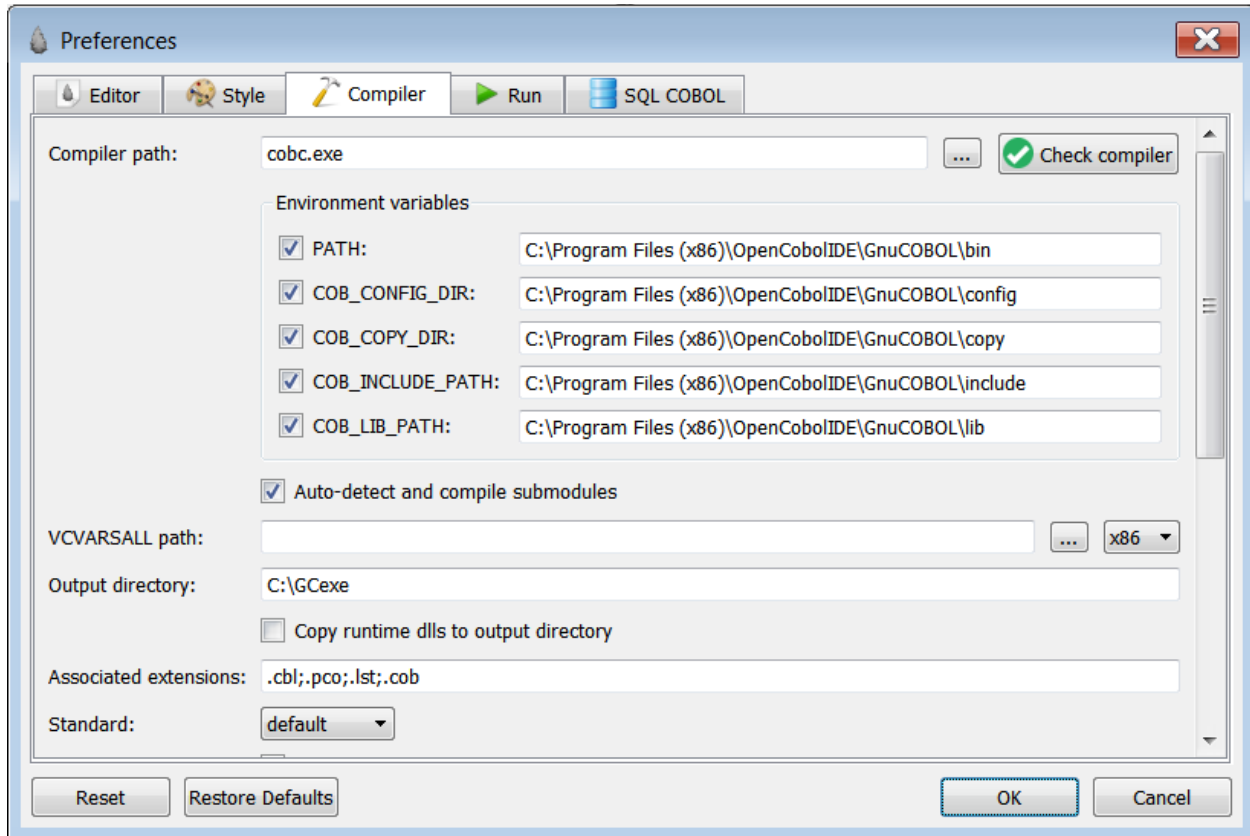 Preferences
Editor Style Compiler Run SQL COBOL
Compiler path: cobc.exe ... Check compiler
Environment variables
PATH: C:\Program Files (x86)\OpenCobolIDE\GnuCOBOL\bin
COB_CONFIG_DIR: C:\Program Files (x86)\OpenCobolIDE\GnuCOBOL\config
COB_COPY_DIR: C:\Program Files (x86)\OpenCobolIDE\GnuCOBOL\copy
COB_INCLUDE_PATH: C:\Program Files (x86)\OpenCobolIDE\GnuCOBOL\include
COB_LIB_PATH: C:\Program Files (x86)\OpenCobolIDE\GnuCOBOL\lib
Auto-detect and compile submodules
VCVARSALL path: ... x86
Output directory: C:\GCexe
Copy runtime dlls to output directory
Associated extensions: .cbl;.pco;.lst;.cob
Standard: default
Reset Restore Defaults OK Cancel